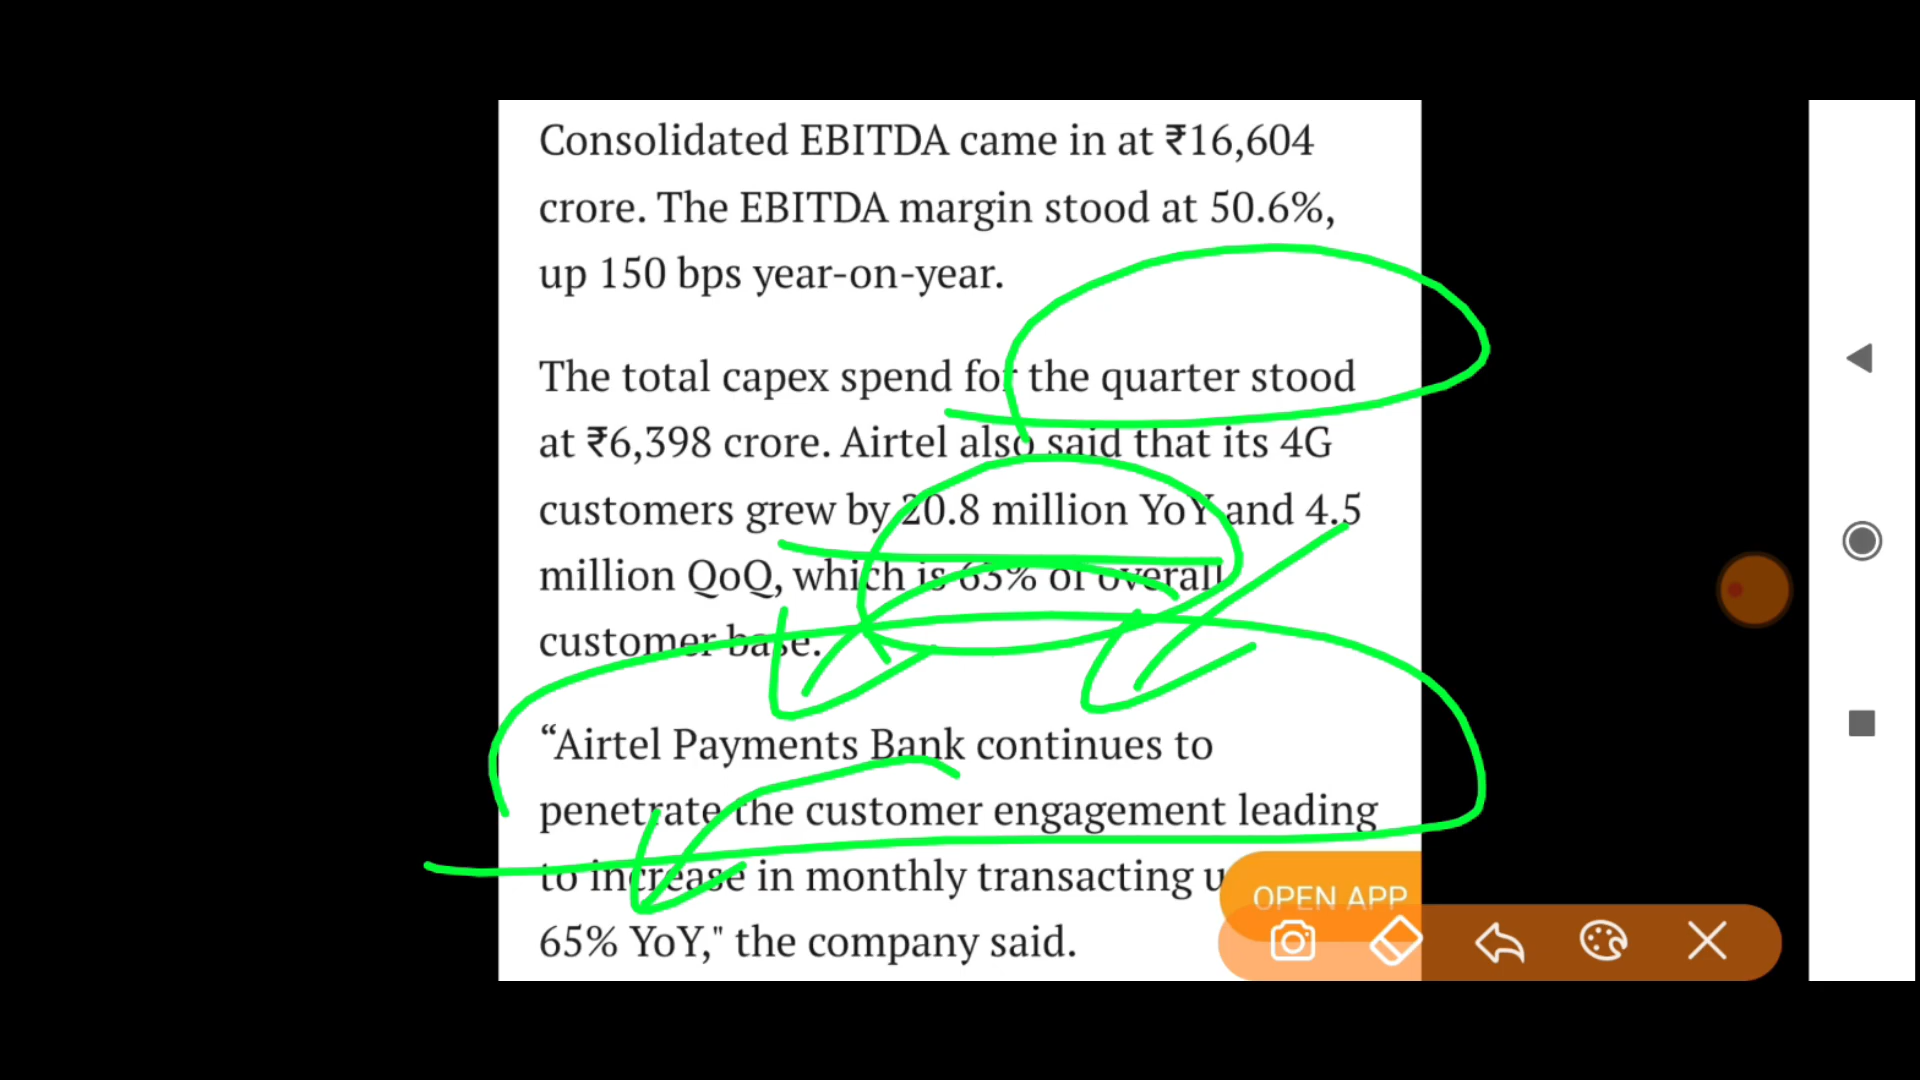 Consolidated EBITDA came in at ₹16,604
crore. The EBITDA margin stood at 50.6%,
up 150 bps year-on-year.
The total capex spend for the quarter stood
at ₹6,398 crore. Airtel also said that its 4G
customers grew by 20.8 million YoY and 4.5
million QoQ, which is 65% of overall
customer base.
“Airtel Payments Bank continues to
penetrate the customer engagement leading
to increase in monthly transacting
65% YoY," the company said.
OPEN APP